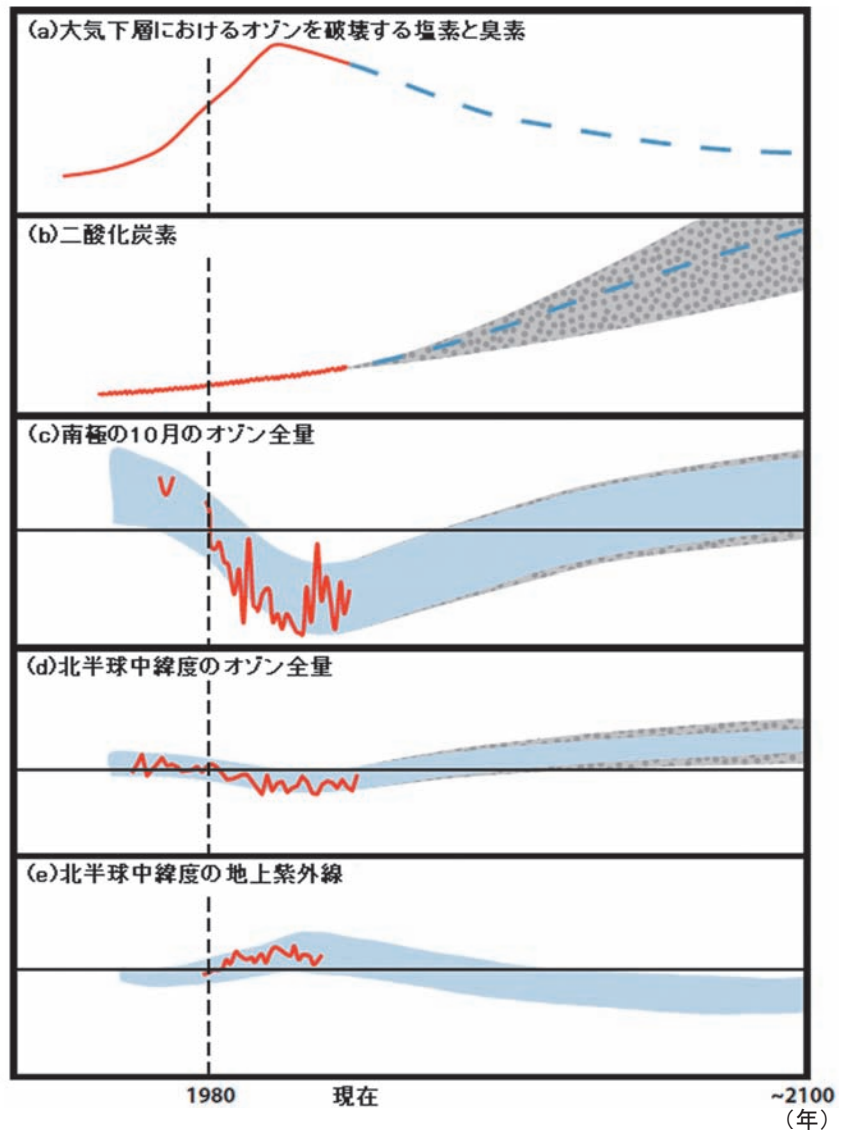 (a)大気下層におけるオゾンを破壊する塩素と臭素
(b)二酸化炭素
(c)南極の10月のオゾン全量
(d)北半球中緯度のオゾン全量
(e)北半球中緯度の地上紫外線
1980 現在 ~2100
(年)